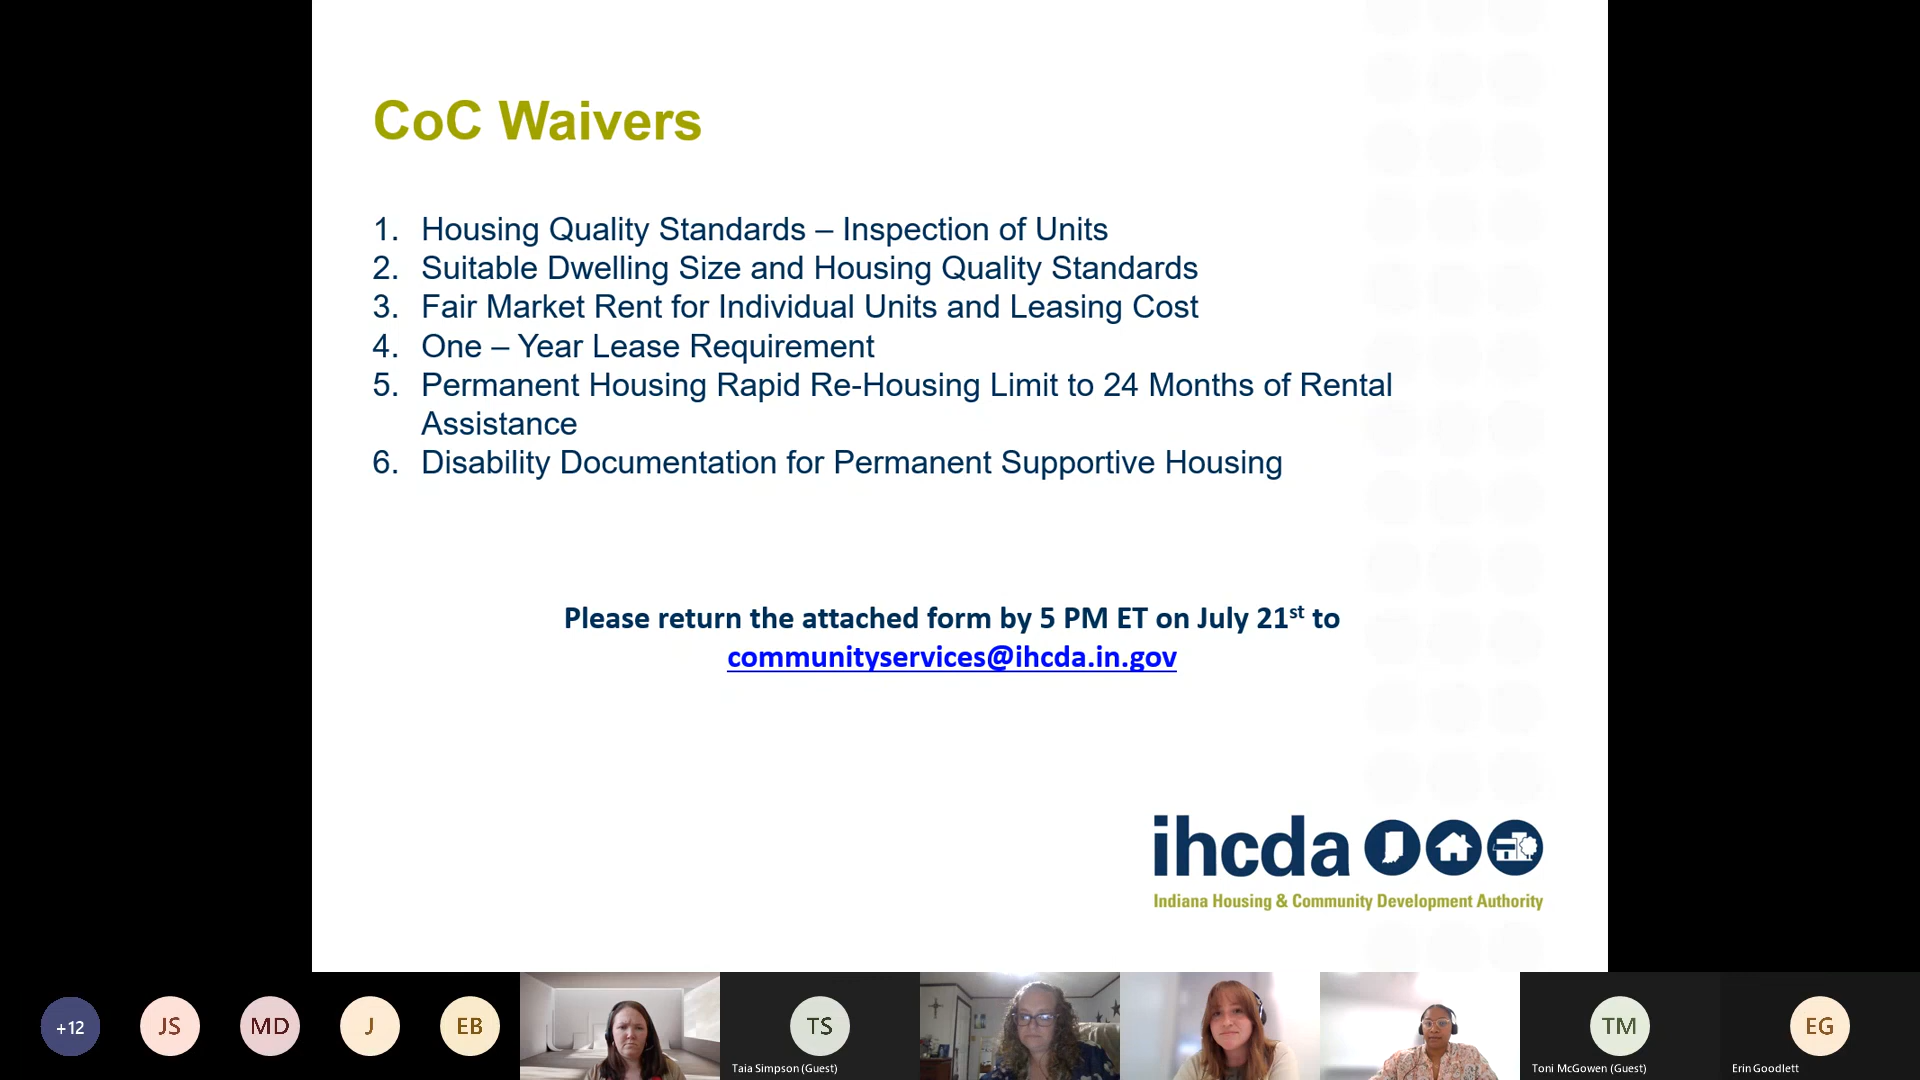 CoC Waivers
1. Housing Quality Standards – Inspection of Units
2. Suitable Dwelling Size and Housing Quality Standards
3. Fair Market Rent for Individual Units and Leasing Cost
4. One – Year Lease Requirement
5. Permanent Housing Rapid Re-Housing Limit to 24 Months of Rental
Assistance
6. Disability Documentation for Permanent Supportive Housing
Please return the attached form by 5 PM ET on July 21st to
communityservices@ihcda.in.gov
ihcda
Indiana Housing & Community Development Authority
+12
JS
MD
J
EB
TS
Taia Simpson (Guest)
TM
Toni McGowen (Guest)
EG
Erin Goodlett